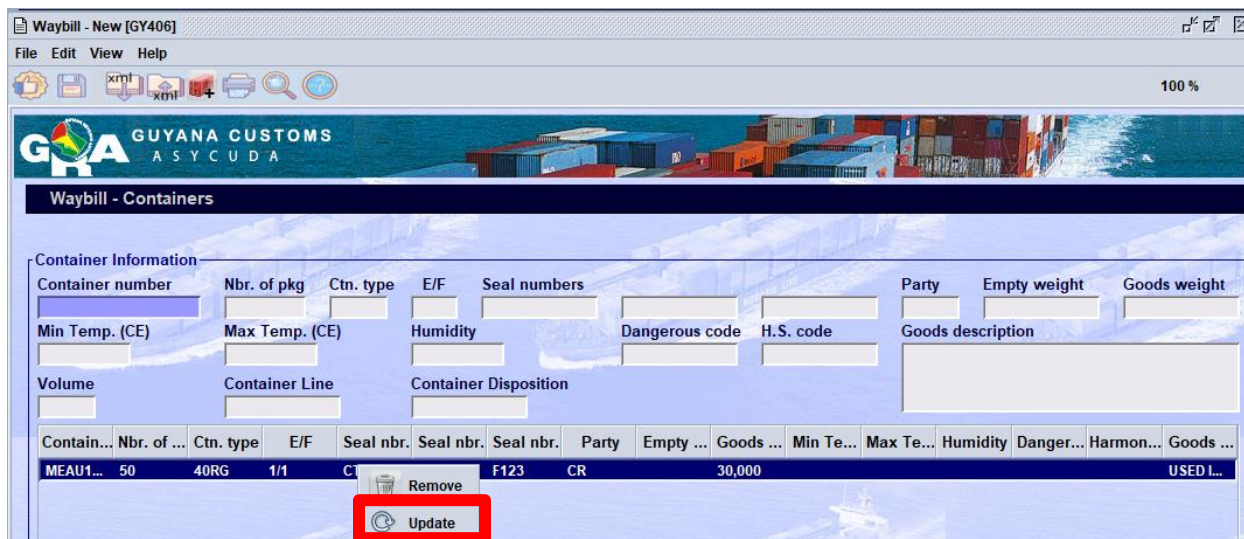 Waybill - New [GY406]
File Edit View Help
xml xml 100 %
GRA GUYANA CUSTOMS
ASYCUDA
Waybill - Containers
Container Information
Container number Nbr. of pkg Ctn. type E/F Seal numbers Party Empty weight Goods weight
Min Temp. (CE) Max Temp. (CE) Humidity Dangerous code H.S. code Goods description
Volume Container Line Container Disposition
Contain... Nbr. of ... Ctn. type E/F Seal nbr. Seal nbr. Seal nbr. Party Empty ... Goods ... Min Te... Max Te... Humidity Danger... Harmon... Goods ...
MEAU1... 50 40RG 1/1 F123 CR 30,000 USED I...
Remove
Update